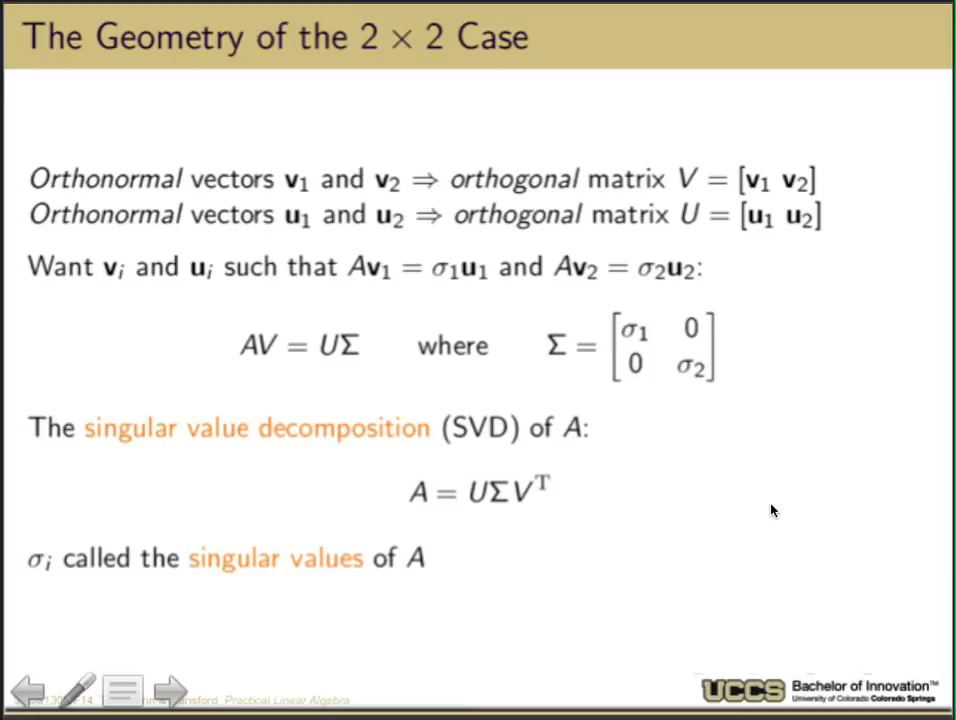 The Geometry of the 2 × 2 Case
Orthonormal vectors v₁ and v₂ ⇒ orthogonal matrix V = [v₁ v₂]
Orthonormal vectors u₁ and u₂ ⇒ orthogonal matrix U = [u₁ u₂]
Want vᵢ and uᵢ such that Av₁ = σ₁u₁ and Av₂ = σ₂u₂:
AV = UΣ where Σ = [σ₁ 0
0 σ₂]
The singular value decomposition (SVD) of A:
A = UΣVᵀ
σᵢ called the singular values of A
Practical Linear Algebra
UCCS Bachelor of Innovation™
University of Colorado Colorado Springs